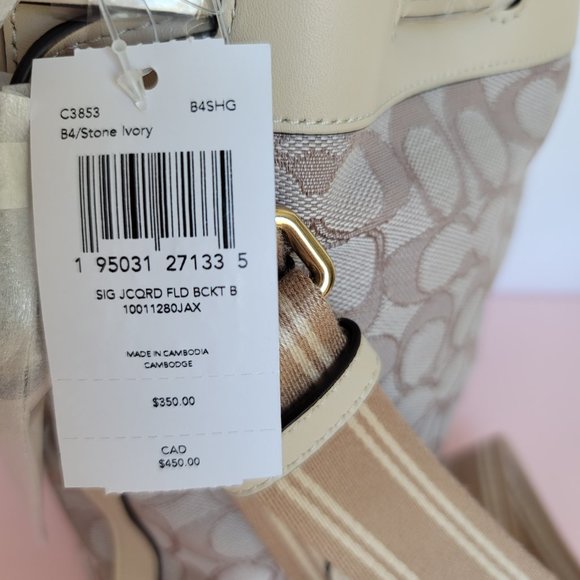 C3853 B4SHG
B4/Stone Ivory
1 95031 27133 5
SIG JCQRD FLD BCKT B
10011280JAX
MADE IN CAMBODIA
CAMBODGE
$350.00
CAD
$450.00